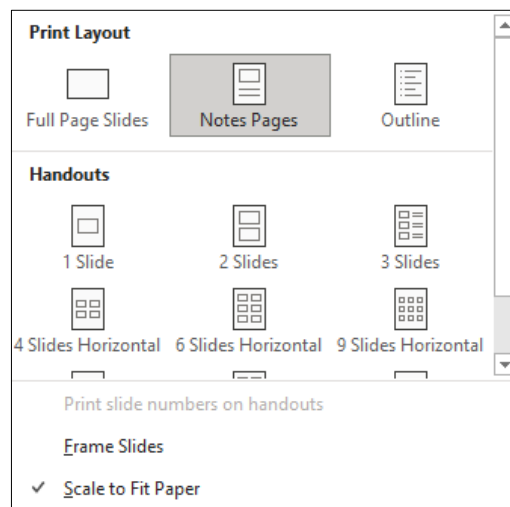 Print Layout
Full Page Slides Notes Pages Outline
Handouts
1 Slide 2 Slides 3 Slides
4 Slides Horizontal 6 Slides Horizontal 9 Slides Horizontal
Print slide numbers on handouts
Frame Slides
Scale to Fit Paper